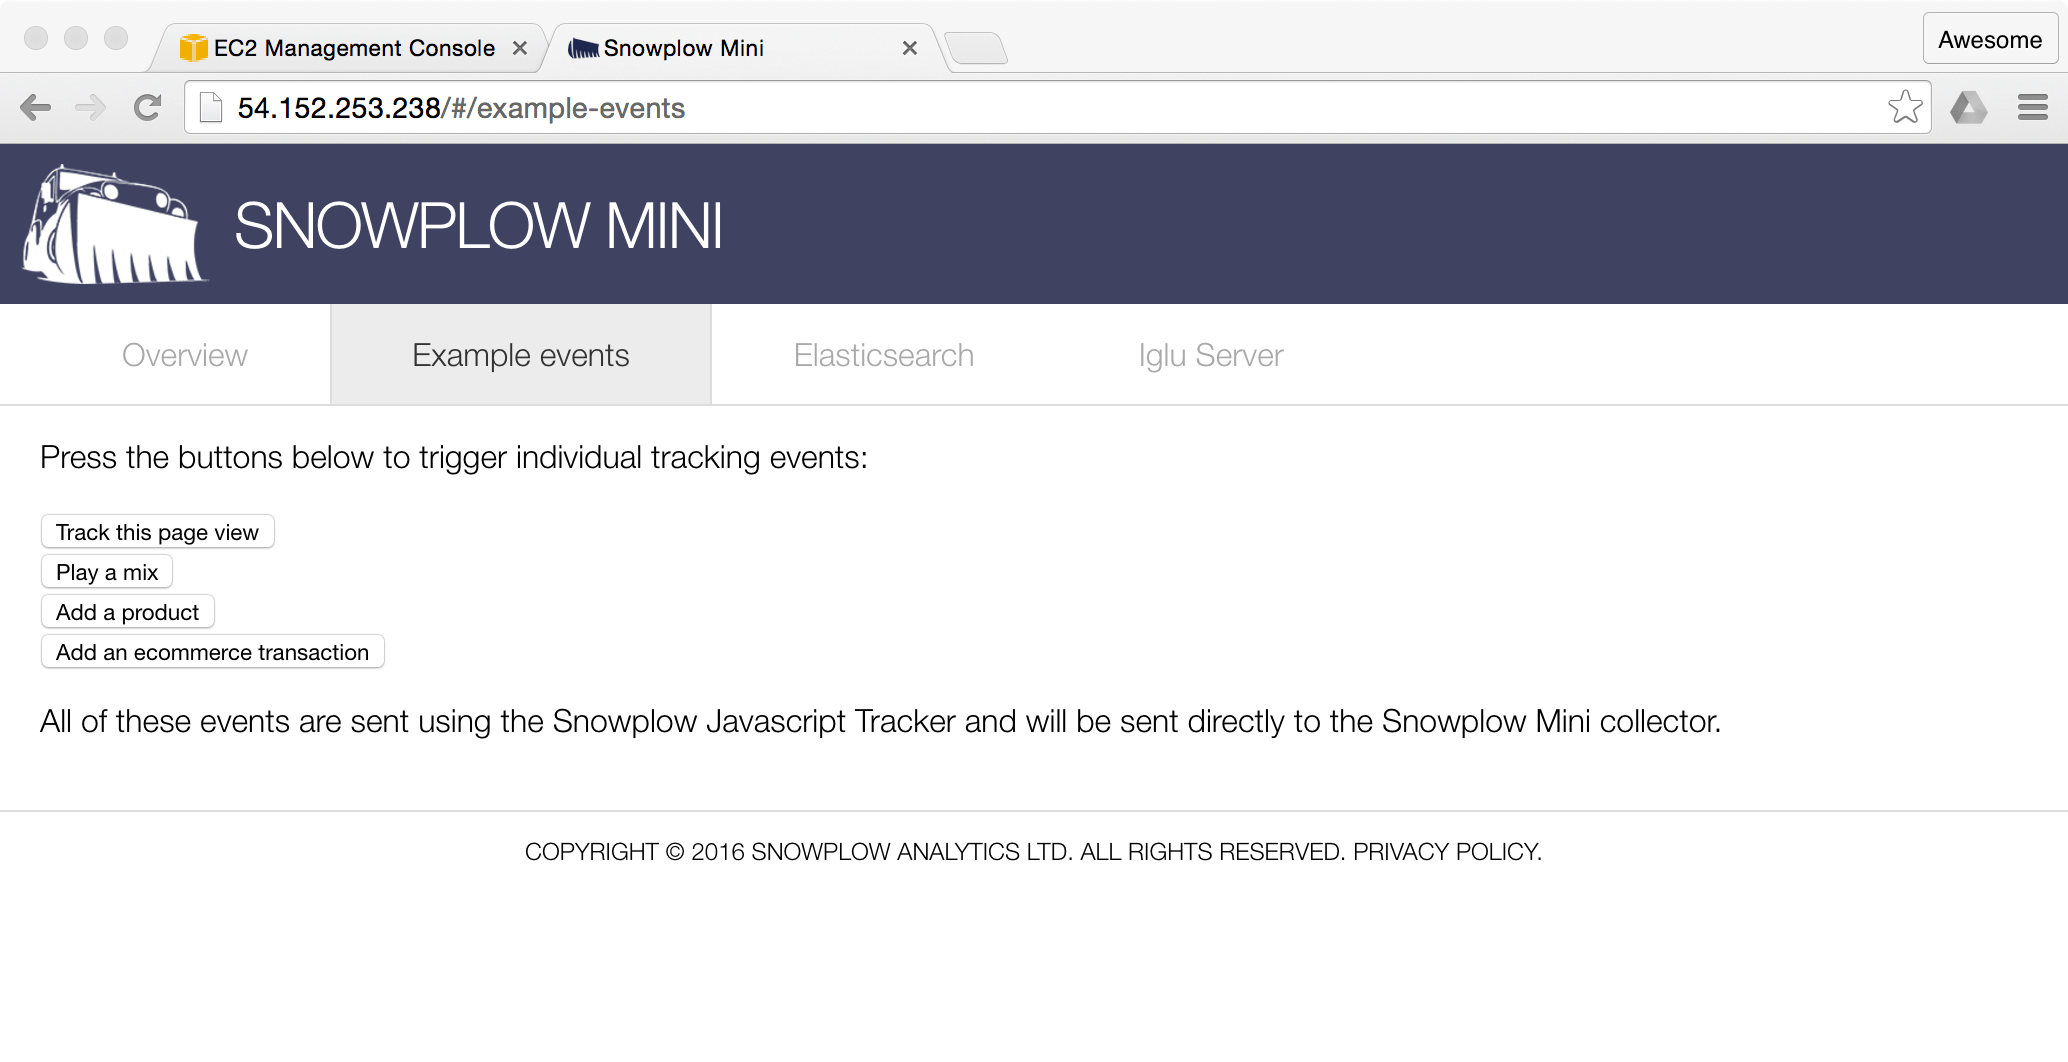 EC2 Management Console
Snowplow Mini
Awesome
54.152.253.238/#/example-events
SNOWPLOW MINI
Overview
Example events
Elasticsearch
Iglu Server
Press the buttons below to trigger individual tracking events:
Track this page view
Play a mix
Add a product
Add an ecommerce transaction
All of these events are sent using the Snowplow Javascript Tracker and will be sent directly to the Snowplow Mini collector.
COPYRIGHT © 2016 SNOWPLOW ANALYTICS LTD. ALL RIGHTS RESERVED. PRIVACY POLICY.